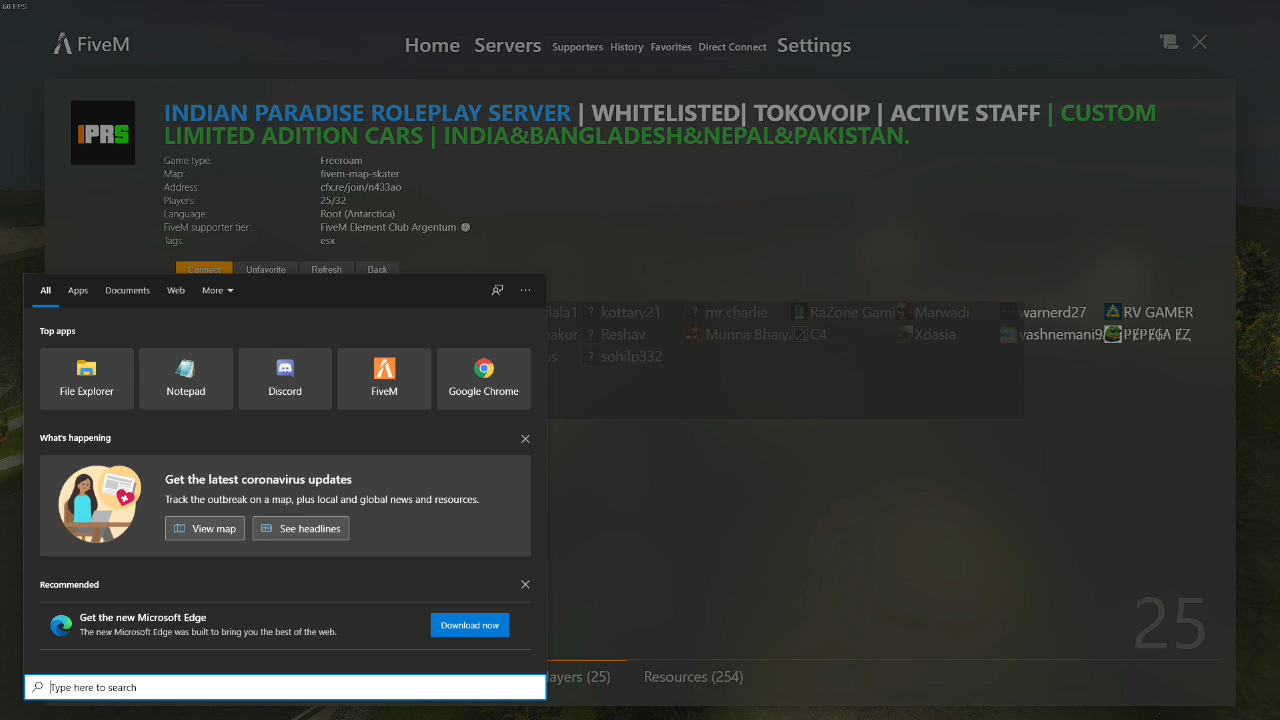 60 FPS
FiveM
Home Servers Supporters History Favorites Direct Connect Settings
IPRS
INDIAN PARADISE ROLEPLAY SERVER | WHITELISTED| TOKOVOIP | ACTIVE STAFF | CUSTOM
LIMITED ADITION CARS | INDIA&BANGLADESH&NEPAL&PAKISTAN.
Game type: Freeroam
Map: fivem-map-skater
Address: cfx.re/join/n433ao
Players: 25/32
Language: Root (Antarctica)
FiveM supporter tier: FiveM Element Club Argentum
Tags: esx
Connect Unfavorite Refresh Back
All Apps Documents Web More
? kottary21 ? mr.charlie RaZone Gami Marwadi warnerd27 RV GAMER
? Reshav Munna Bhaiy C4 Xdasia yashnemani9
? sohilp332
Top apps
File Explorer Notepad Discord FiveM Google Chrome
What's happening
Get the latest coronavirus updates
Track the outbreak on a map, plus local and global news and resources.
View map See headlines
Recommended
Get the new Microsoft Edge
The new Microsoft Edge was built to bring you the best of the web.
Download now
25
ayers (25) Resources (254)
Type here to search